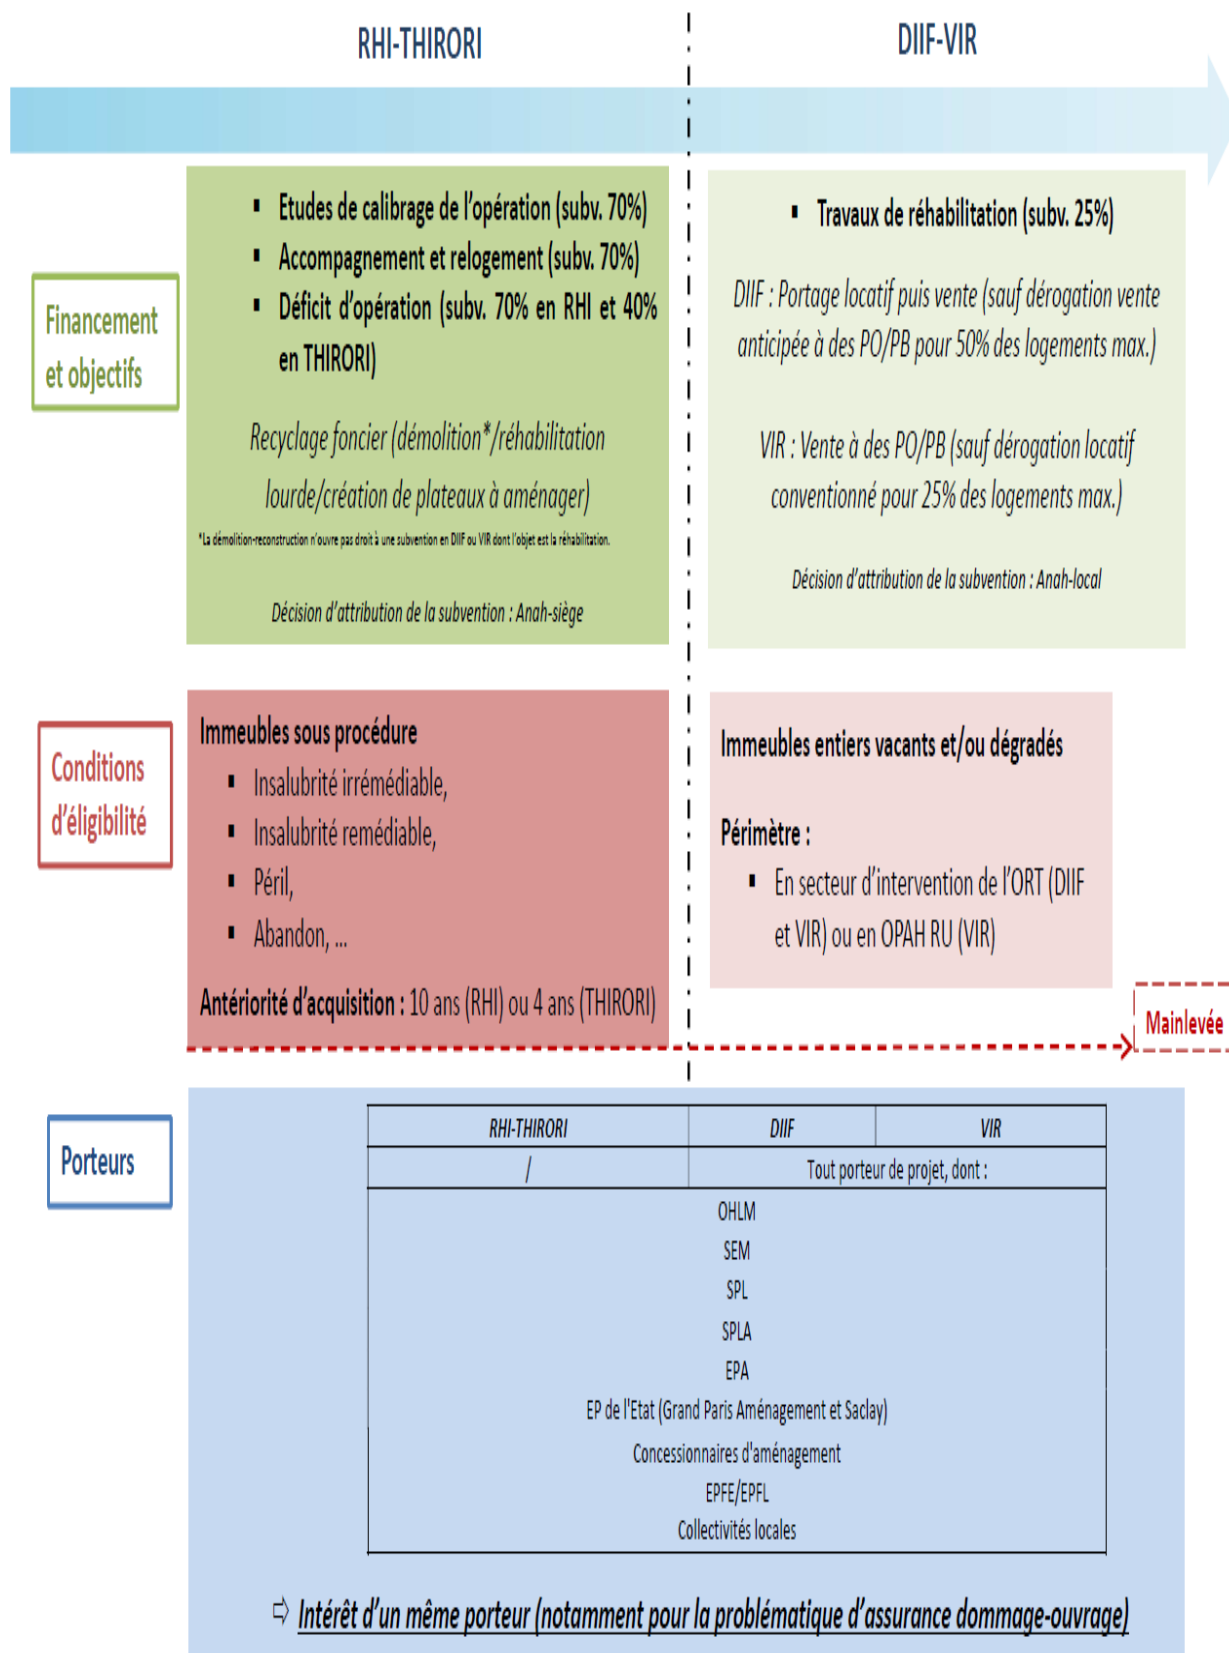 RHI-THIRORI
DIIF-VIR
Financement
et objectifs
▪ Etudes de calibrage de l'opération (subv. 70%)
▪ Accompagnement et relogement (subv. 70%)
▪ Déficit d'opération (subv. 70% en RHI et 40%
en THIRORI)
Recyclage foncier (démolition*/réhabilitation
lourde/création de plateaux à aménager)
*La démolition-reconstruction n'ouvre pas droit à une subvention en DIIF ou VIR dont l'objet est la réhabilitation.
Décision d'attribution de la subvention : Anah-siège
▪ Travaux de réhabilitation (subv. 25%)
DIIF : Portage locatif puis vente (sauf dérogation vente
anticipée à des PO/PB pour 50% des logements max.)
VIR : Vente à des PO/PB (sauf dérogation locatif
conventionné pour 25% des logements max.)
Décision d'attribution de la subvention : Anah-local
Conditions
d'éligibilité
Immeubles sous procédure
▪ Insalubrité irrémédiable,
▪ Insalubrité remédiable,
▪ Péril,
▪ Abandon, ...
Antériorité d'acquisition : 10 ans (RHI) ou 4 ans (THIRORI)
Immeubles entiers vacants et/ou dégradés
Périmètre :
▪ En secteur d'intervention de l'ORT (DIIF
et VIR) ou en OPAH RU (VIR)
Mainlevée
Porteurs
RHI-THIRORI DIIF VIR
/ Tout porteur de projet, dont :
OHLM
SEM
SPL
SPLA
EPA
EP de l'Etat (Grand Paris Aménagement et Saclay)
Concessionnaires d'aménagement
EPFE/EPFL
Collectivités locales
⇨ Intérêt d'un même porteur (notamment pour la problématique d'assurance dommage-ouvrage)